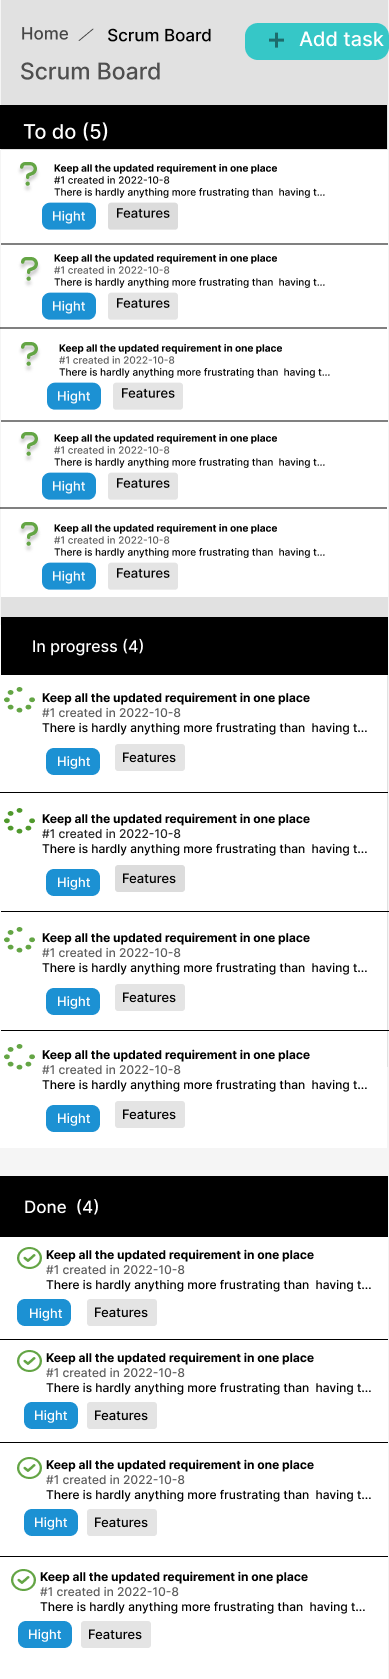 Home / Scrum Board
+ Add task
Scrum Board
To do (5)
Keep all the updated requirement in one place
#1 created in 2022-10-8
There is hardly anything more frustrating than having t...
Hight Features
Keep all the updated requirement in one place
#1 created in 2022-10-8
There is hardly anything more frustrating than having t...
Hight Features
Keep all the updated requirement in one place
#1 created in 2022-10-8
There is hardly anything more frustrating than having t...
Hight Features
Keep all the updated requirement in one place
#1 created in 2022-10-8
There is hardly anything more frustrating than having t...
Hight Features
Keep all the updated requirement in one place
#1 created in 2022-10-8
There is hardly anything more frustrating than having t...
Hight Features
In progress (4)
Keep all the updated requirement in one place
#1 created in 2022-10-8
There is hardly anything more frustrating than having t...
Hight Features
Keep all the updated requirement in one place
#1 created in 2022-10-8
There is hardly anything more frustrating than having t...
Hight Features
Keep all the updated requirement in one place
#1 created in 2022-10-8
There is hardly anything more frustrating than having t...
Hight Features
Keep all the updated requirement in one place
#1 created in 2022-10-8
There is hardly anything more frustrating than having t...
Hight Features
Done (4)
Keep all the updated requirement in one place
#1 created in 2022-10-8
There is hardly anything more frustrating than having t...
Hight Features
Keep all the updated requirement in one place
#1 created in 2022-10-8
There is hardly anything more frustrating than having t...
Hight Features
Keep all the updated requirement in one place
#1 created in 2022-10-8
There is hardly anything more frustrating than having t...
Hight Features
Keep all the updated requirement in one place
#1 created in 2022-10-8
There is hardly anything more frustrating than having t...
Hight Features